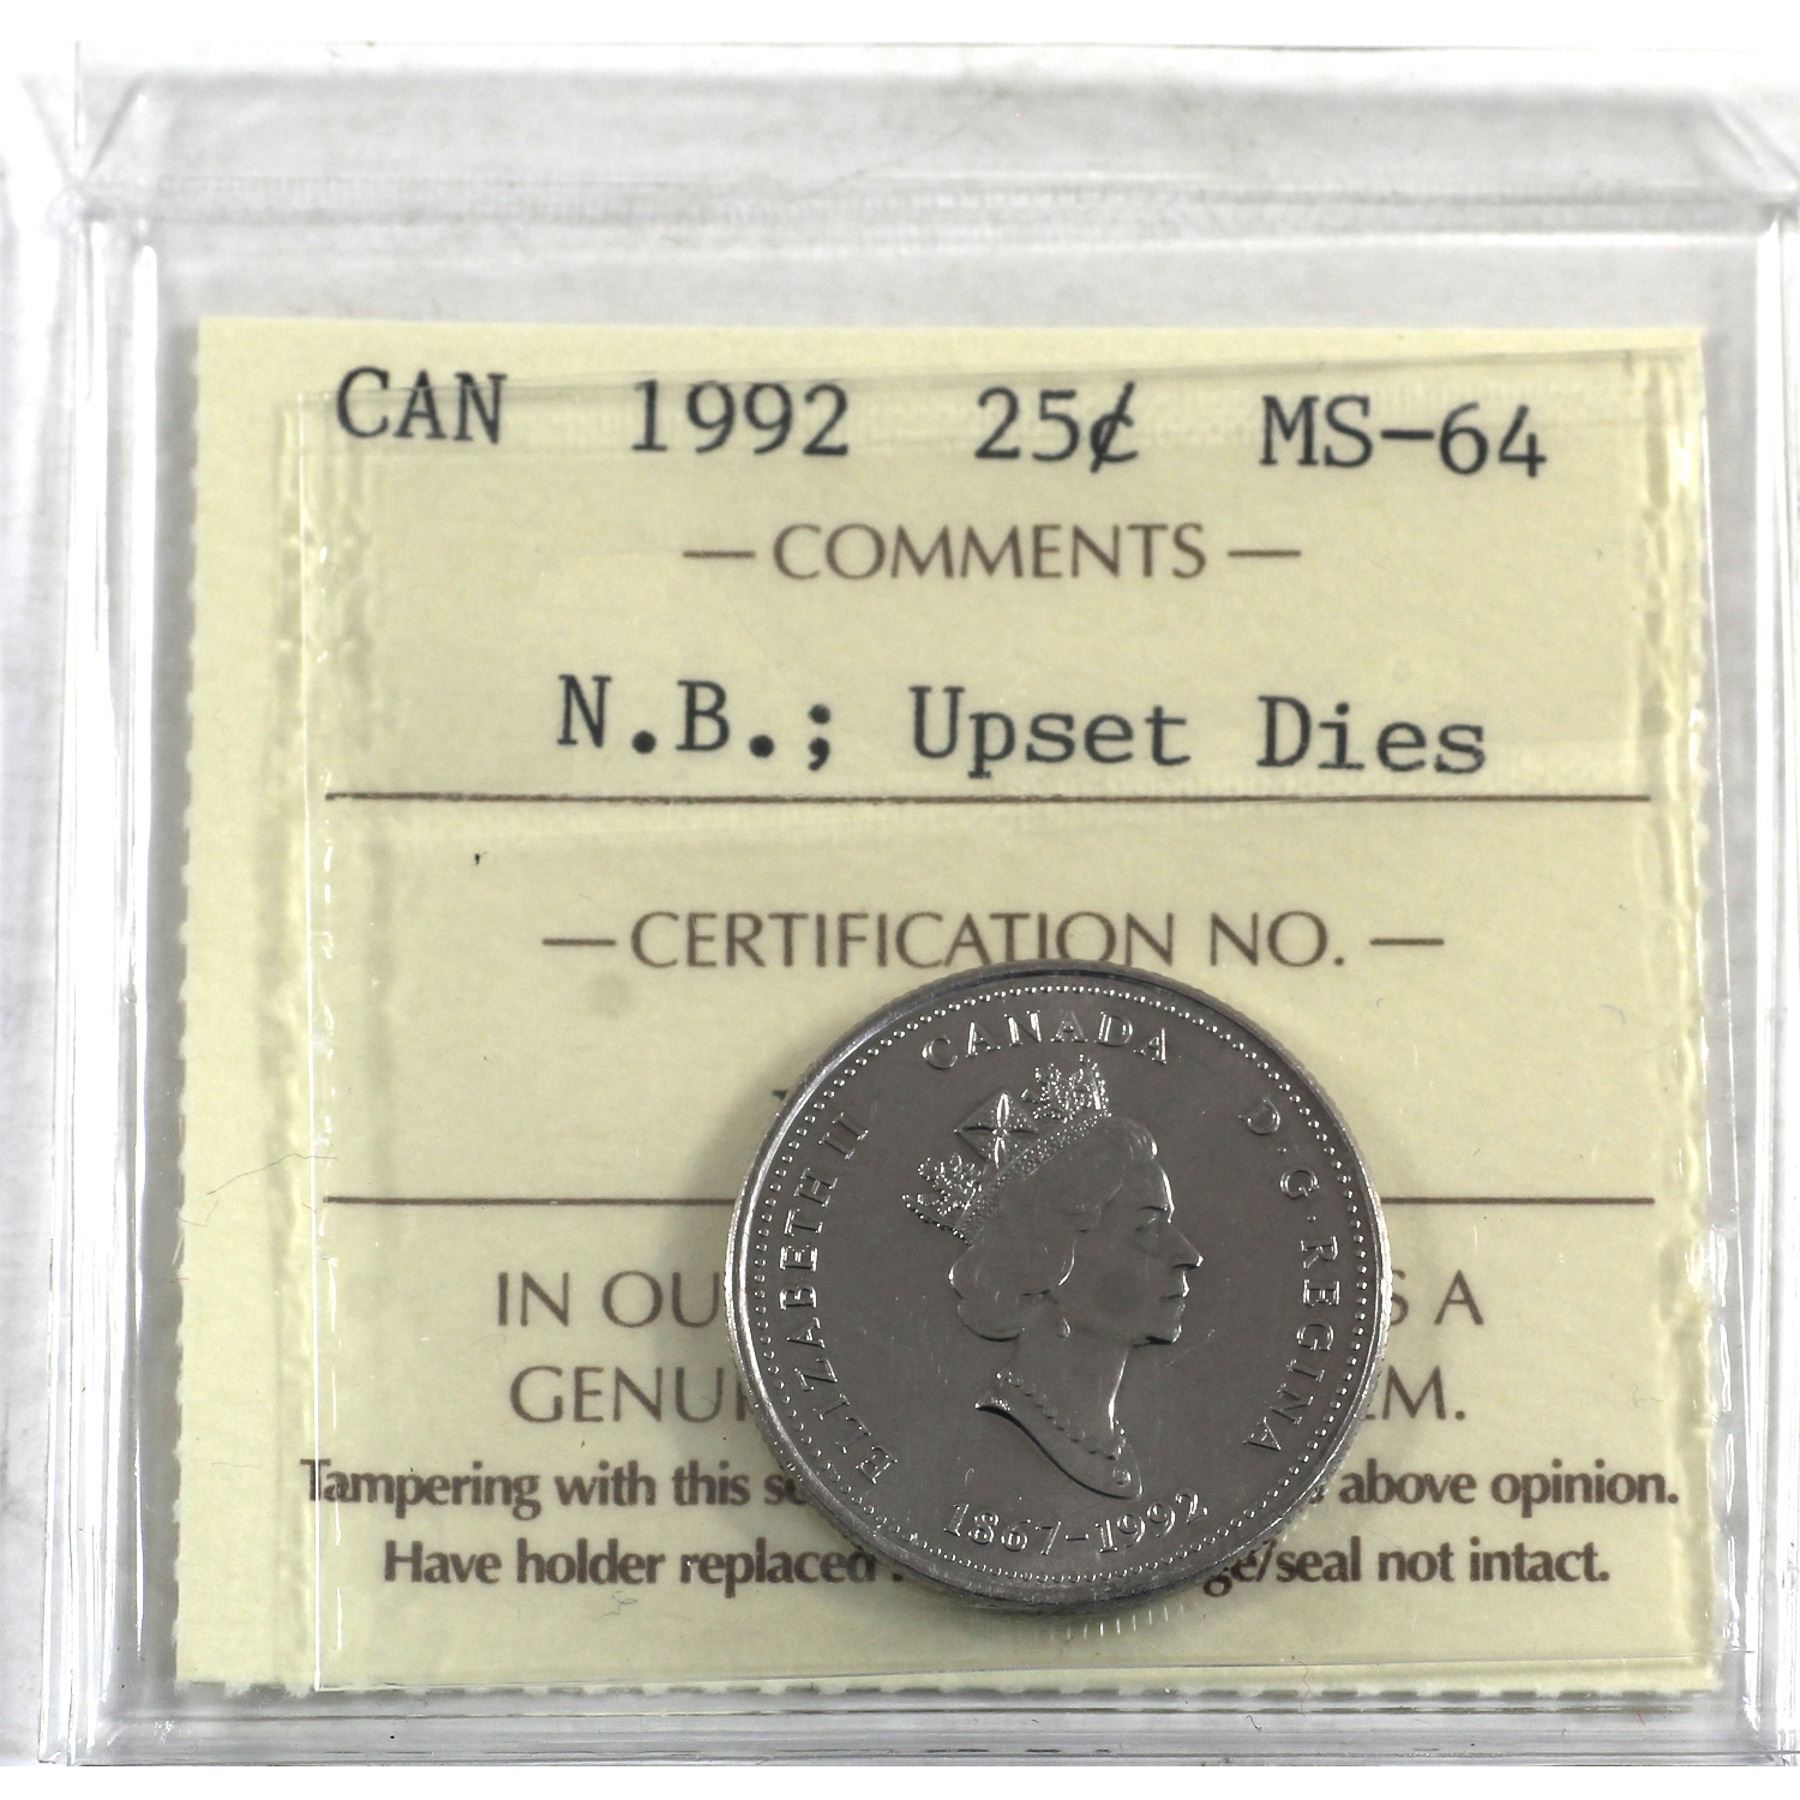 CAN 1992 25¢ MS-64
— COMMENTS —
N.B.; Upset Dies
— CERTIFICATION NO. —
IN OU S A
GENUI EM.
Tampering with this se above opinion.
Have holder replaced ge/seal not intact.
ELIZABETH II CANADA D·G·REGINA
1867-1992